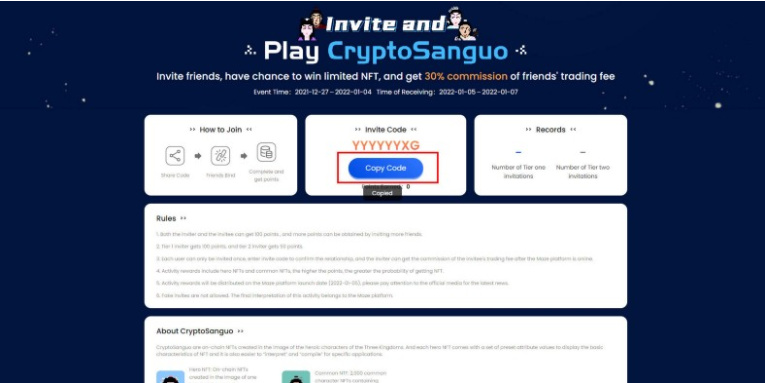 Invite and
Play CryptoSanguo
Invite friends, have chance to win limited NFT, and get 30% commission of friends' trading fee
Event Time: 2021-12-27 – 2022-01-04 Time of Receiving: 2022-01-05 – 2022-01-07
How to Join
Share Code
Friends Bind
Complete and
get points
Invite Code
YYYYYYXG
Copy Code
0
Copied
Records
–
–
Number of Tier one
invitations
Number of Tier two
invitations
Rules
1. Both the inviter and the invitee can get 100 points, and more points can be obtained by inviting more friends.
2. Tier 1 inviter gets 100 points, and tier 2 inviter gets 50 points.
3. Each user can only be invited once, enter invite code to confirm the relationship, and the inviter can get the commission of the invitee's trading fee after the Maze platform is online.
4. Activity rewards include hero NFTs and common NFTs, the higher the points, the greater the probability of getting NFT.
5. Activity rewards will be distributed on the Maze platform launch date (2022-01-05), please pay attention to the official media for the latest news.
6. Fake invites are not allowed. The final interpretation of this activity belongs to the Maze platform.
About CryptoSanguo
CryptoSanguo are on-chain NFTs created in the image of the heroic characters of the Three Kingdoms. And each hero NFT comes with a set of preset attribute values to display the basic
characteristics of NFT and it is also easier to "interpret" and "compile" for specific applications.
Hero NFT: On-chain NFTs
created in the image of one
Common NFT: 2,000 common
character NFTs containing